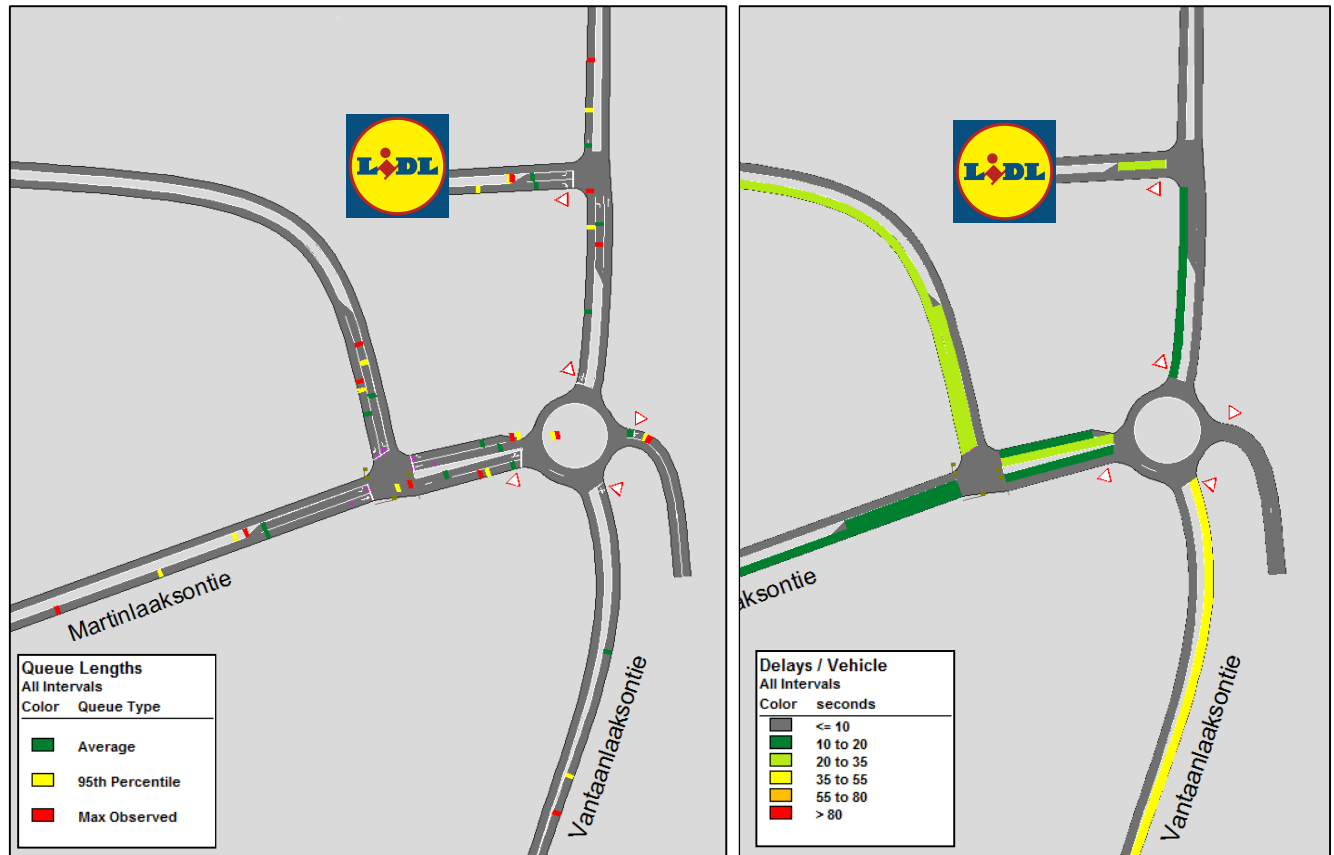 LIDL
Martinlaaksontie
Vantaanlaaksontie
Queue Lengths
All Intervals
Color Queue Type
Average
95th Percentile
Max Observed
LIDL
aksontie
Vantaanlaaksontie
Delays / Vehicle
All Intervals
Color seconds
<= 10
10 to 20
20 to 35
35 to 55
55 to 80
> 80